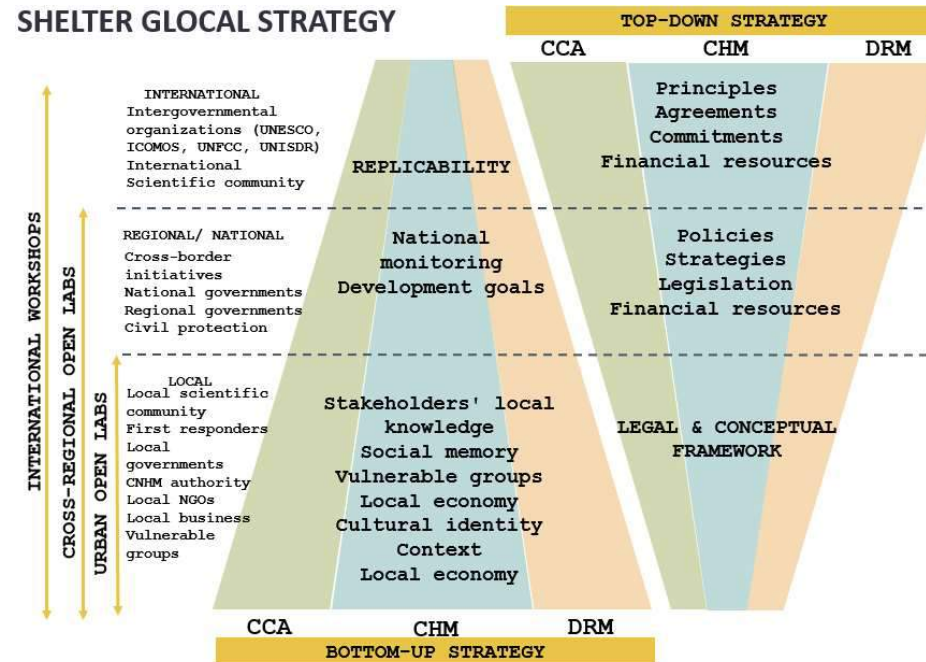 SHELTER GLOCAL STRATEGY
TOP-DOWN STRATEGY
CCA
CHM
DRM
INTERNATIONAL WORKSHOPS
CROSS-REGIONAL OPEN LABS
URBAN OPEN LABS
INTERNATIONAL
Intergovernmental
organizations (UNESCO,
ICOMOS, UNFCC, UNISDR)
International
Scientific community
REPLICABILITY
Principles
Agreements
Commitments
Financial resources
REGIONAL/ NATIONAL
Cross-border
initiatives
National governments
Regional governments
Civil protection
National
monitoring
Development goals
Policies
Strategies
Legislation
Financial resources
LOCAL
Local scientific
community
First responders
Local
governments
CNHM authority
Local NGOs
Local business
Vulnerable
groups
Stakeholders' local
knowledge
Social memory
Vulnerable groups
Local economy
Cultural identity
Context
Local economy
LEGAL & CONCEPTUAL
FRAMEWORK
CCA
CHM
DRM
BOTTOM-UP STRATEGY